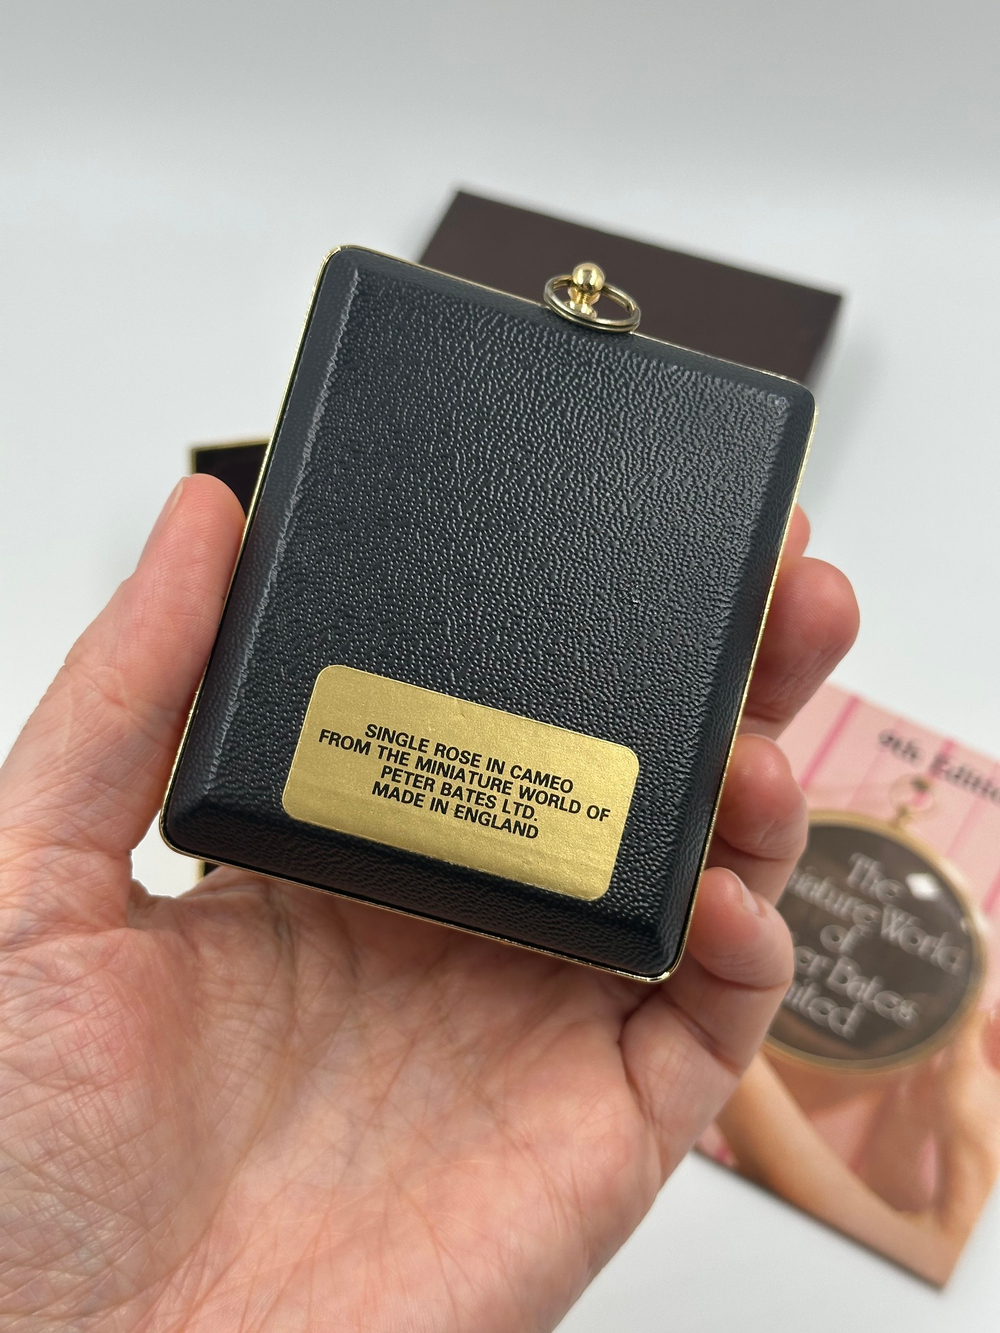 SINGLE ROSE IN CAMEO
FROM THE MINIATURE WORLD OF
PETER BATES LTD.
MADE IN ENGLAND
9th
The
World
of
Bates